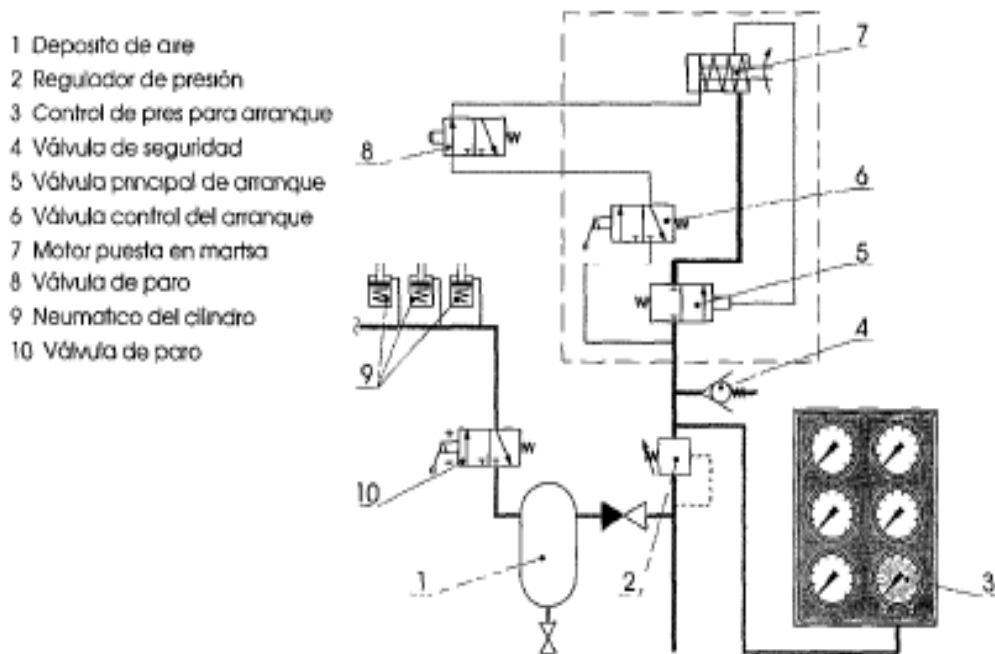 1 Deposito de aire
2 Regulador de presión
3 Control de pres para arranque
4 Válvula de seguridad
5 Válvula principal de arranque
6 Válvula control del arranque
7 Motor puesta en martsa
8 Válvula de paro
9 Neumatico del cilindro
10 Válvula de paro
7
8
6
5
4
9
10
1
2
3